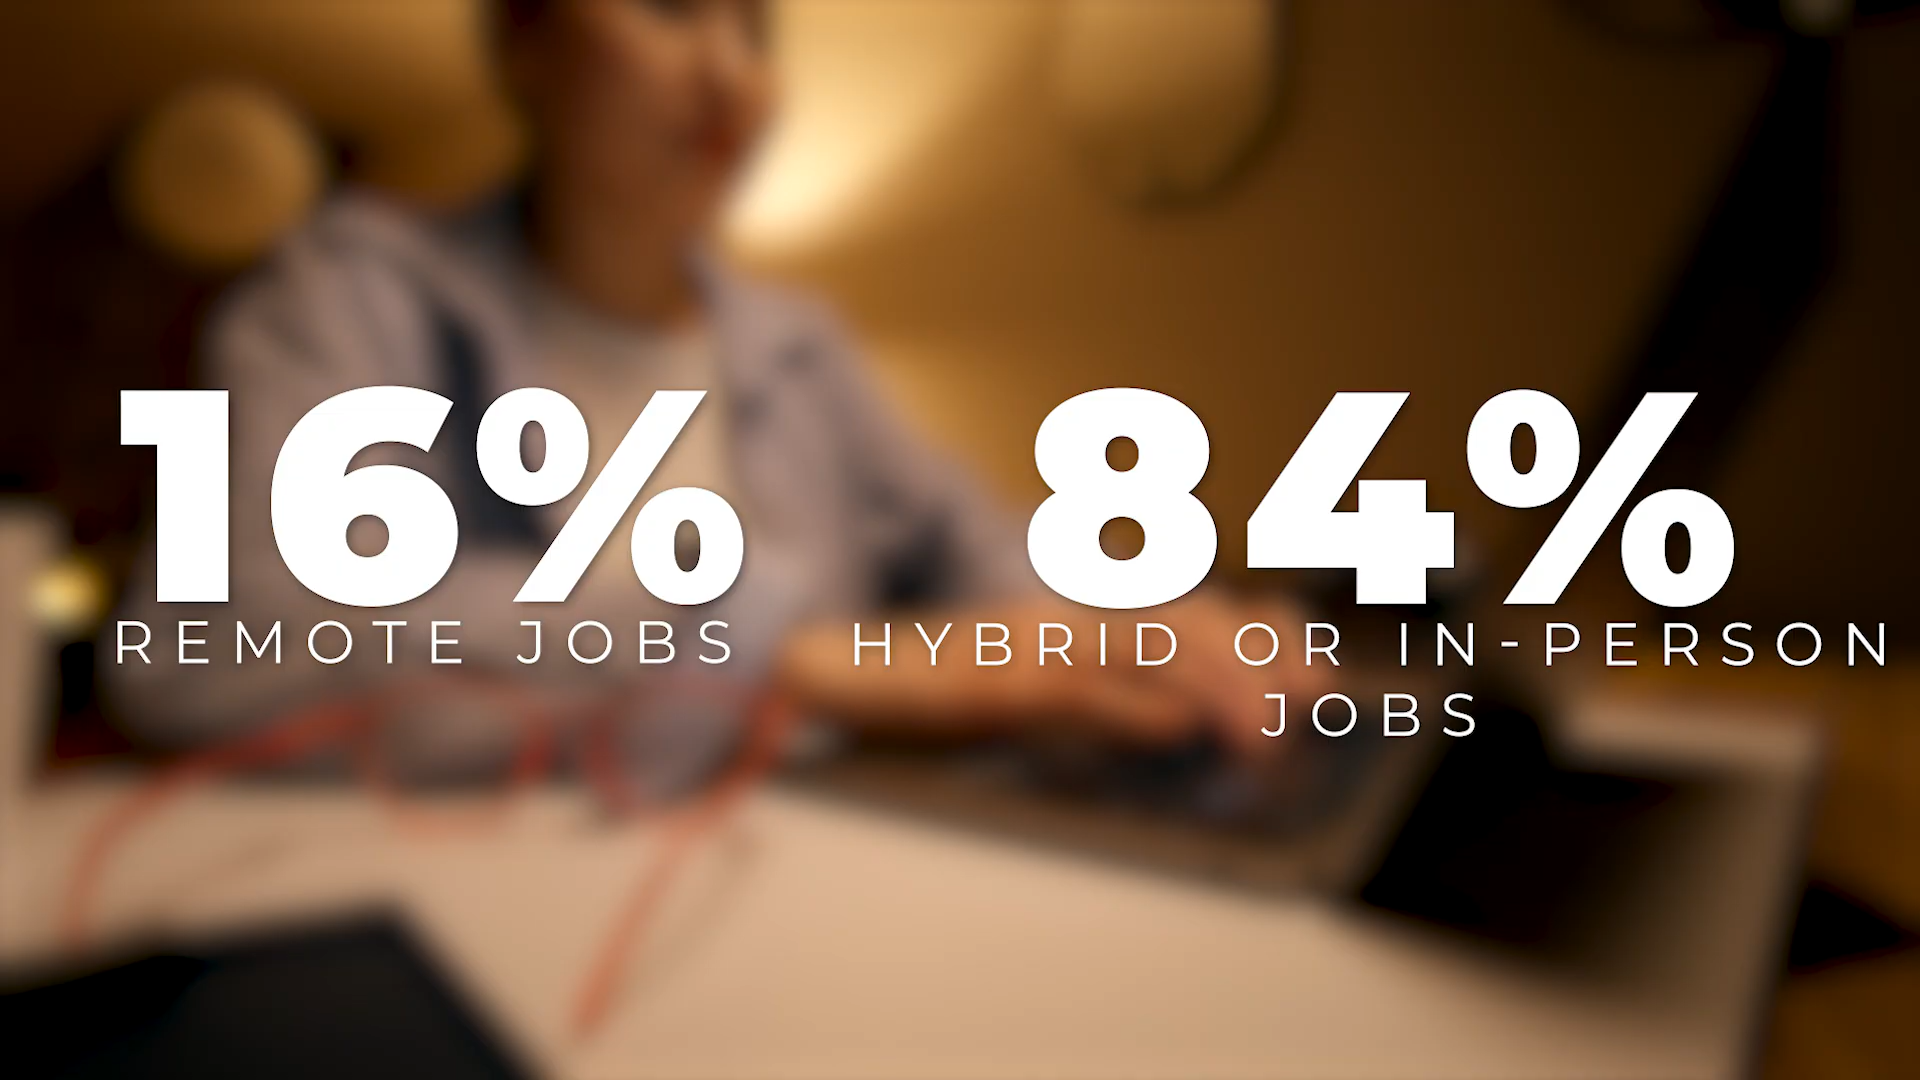 16%
REMOTE JOBS
84%
HYBRID OR IN-PERSON
JOBS